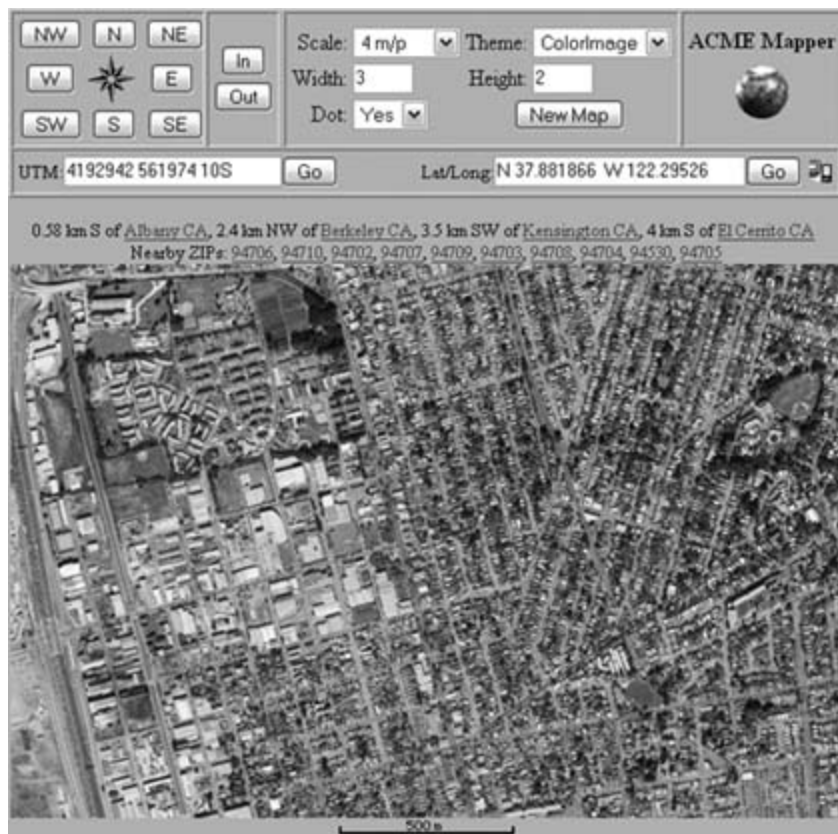 NW N NE
W E
SW S SE
In
Out
Scale: 4 m/p Theme: ColorImage
Width: 3 Height: 2
Dot: Yes New Map
ACME Mapper
UTM: 4192942 561974 10S Go Lat/Long: N 37.881866 W 122.29526 Go
0.58 km S of Albany CA, 2.4 km NW of Berkeley CA, 3.5 km SW of Kensington CA, 4 km S of El Cerrito CA
Nearby ZIPs: 94706, 94710, 94702, 94707, 94709, 94703, 94708, 94704, 94530, 94705
500 m